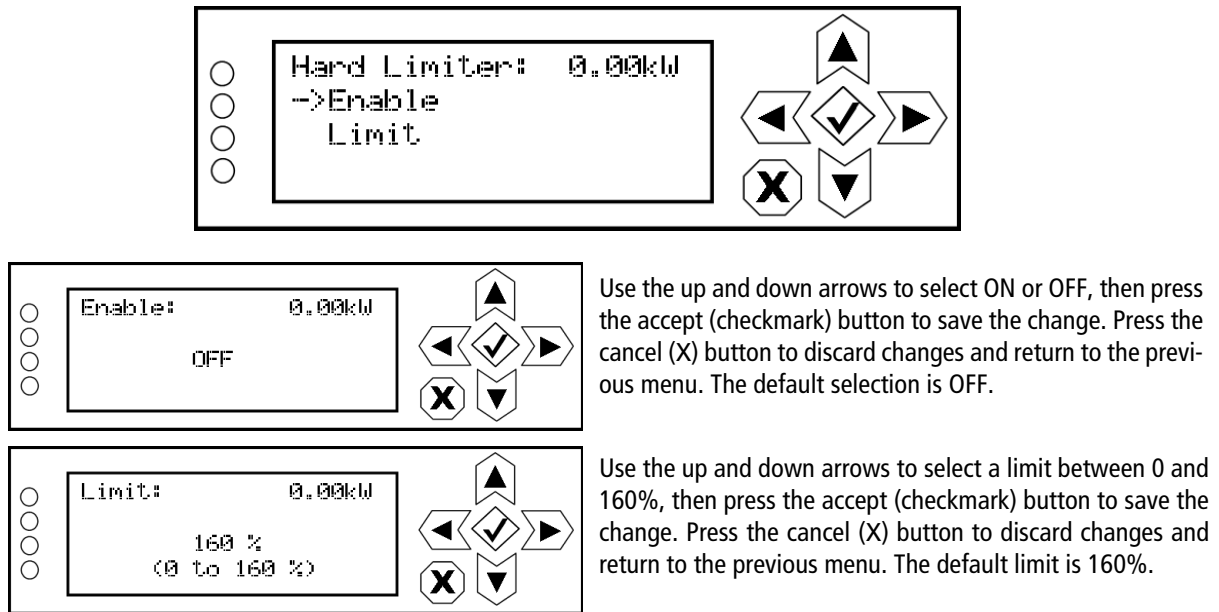 Hard Limiter: 0.00kW
->Enable
Limit
X
Enable: 0.00kW
OFF
X
Use the up and down arrows to select ON or OFF, then press
the accept (checkmark) button to save the change. Press the
cancel (X) button to discard changes and return to the previ-
ous menu. The default selection is OFF.
Limit: 0.00kW
160 %
(0 to 160 %)
X
Use the up and down arrows to select a limit between 0 and
160%, then press the accept (checkmark) button to save the
change. Press the cancel (X) button to discard changes and
return to the previous menu. The default limit is 160%.